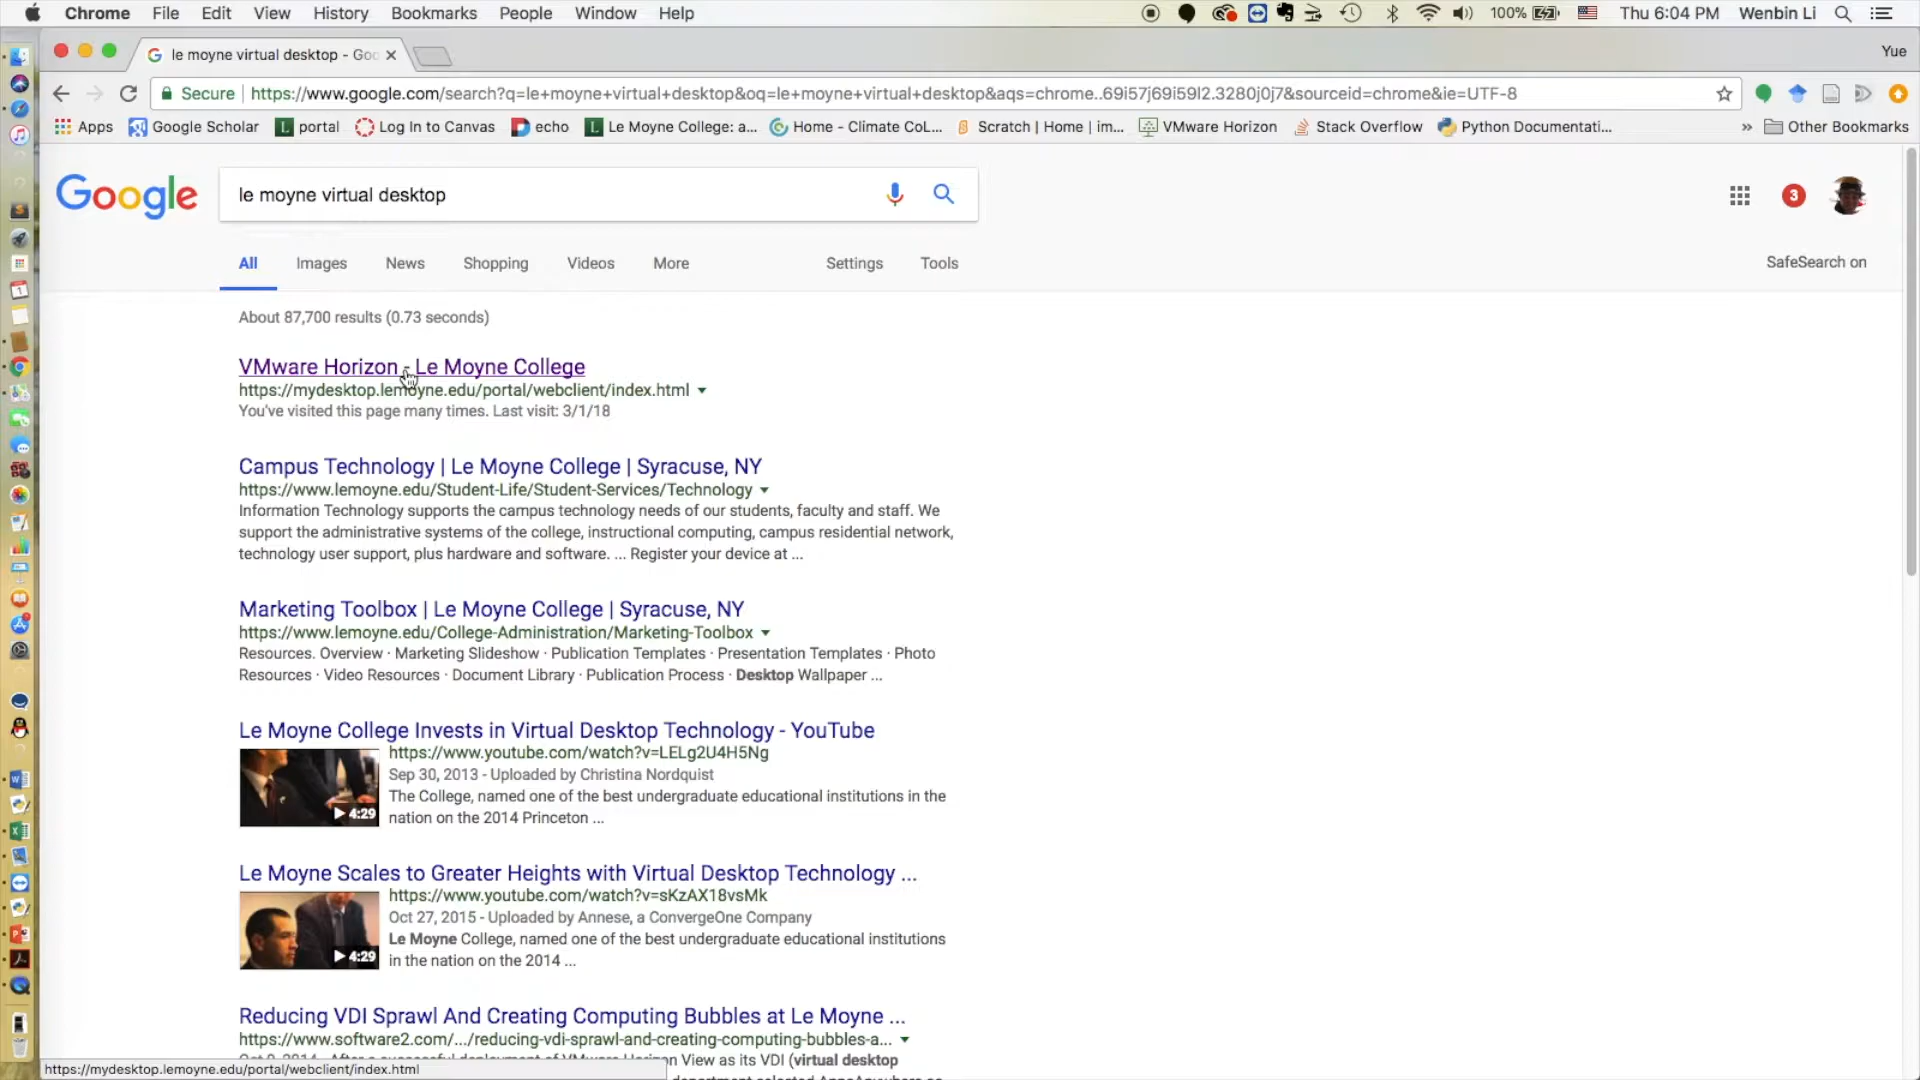 Chrome File Edit View History Bookmarks People Window Help 100% Thu 6:04 PM Wenbin Li
le moyne virtual desktop - Goo Yue
Secure https://www.google.com/search?q=le+moyne+virtual+desktop&oq=le+moyne+virtual+desktop&aqs=chrome..69i57j69i59l2.3280j0j7&sourceid=chrome&ie=UTF-8
Apps Google Scholar portal Log In to Canvas echo Le Moyne College: a... Home - Climate CoL... Scratch | Home | im... VMware Horizon Stack Overflow Python Documentati... » Other Bookmarks
Google le moyne virtual desktop 3
All Images News Shopping Videos More Settings Tools SafeSearch on
About 87,700 results (0.73 seconds)
VMware Horizon - Le Moyne College
https://mydesktop.lemoyne.edu/portal/webclient/index.html
You've visited this page many times. Last visit: 3/1/18
Campus Technology | Le Moyne College | Syracuse, NY
https://www.lemoyne.edu/Student-Life/Student-Services/Technology
Information Technology supports the campus technology needs of our students, faculty and staff. We
support the administrative systems of the college, instructional computing, campus residential network,
technology user support, plus hardware and software. ... Register your device at ...
Marketing Toolbox | Le Moyne College | Syracuse, NY
https://www.lemoyne.edu/College-Administration/Marketing-Toolbox
Resources. Overview · Marketing Slideshow · Publication Templates · Presentation Templates · Photo
Resources · Video Resources · Document Library · Publication Process · Desktop Wallpaper ...
Le Moyne College Invests in Virtual Desktop Technology - YouTube
https://www.youtube.com/watch?v=LELg2U4H5Ng
Sep 30, 2013 - Uploaded by Christina Nordquist
The College, named one of the best undergraduate educational institutions in the
nation on the 2014 Princeton ...
4:29
Le Moyne Scales to Greater Heights with Virtual Desktop Technology ...
https://www.youtube.com/watch?v=sKzAX18vsMk
Oct 27, 2015 - Uploaded by Annese, a ConvergeOne Company
Le Moyne College, named one of the best undergraduate educational institutions
in the nation on the 2014 ...
4:29
Reducing VDI Sprawl And Creating Computing Bubbles at Le Moyne ...
https://www.software2.com/.../reducing-vdi-sprawl-and-creating-computing-bubbles-a...
View as its VDI (virtual desktop
https://mydesktop.lemoyne.edu/portal/webclient/index.html